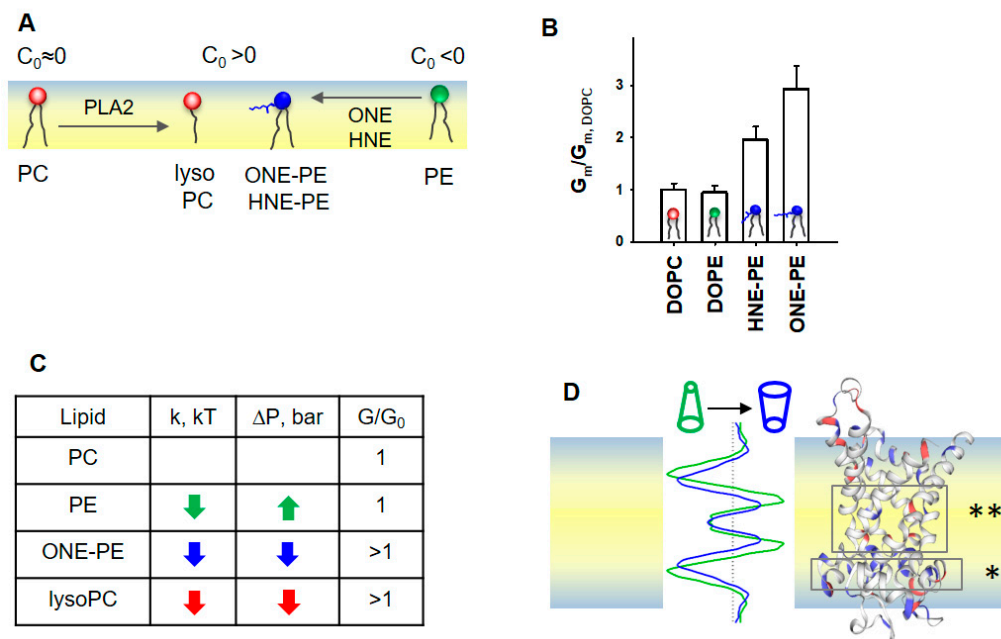 A
C₀≈0 C₀ >0 C₀ <0
PLA2
ONE
HNE
PC
lyso
PC
ONE-PE
HNE-PE
PE
B
Gm/Gm, DOPC
3
2
1
0
DOPC
DOPE
HNE-PE
ONE-PE
C
Lipid k, kT ΔP, bar G/G₀
PC 1
PE 1
ONE-PE >1
lysoPC >1
D
**
*